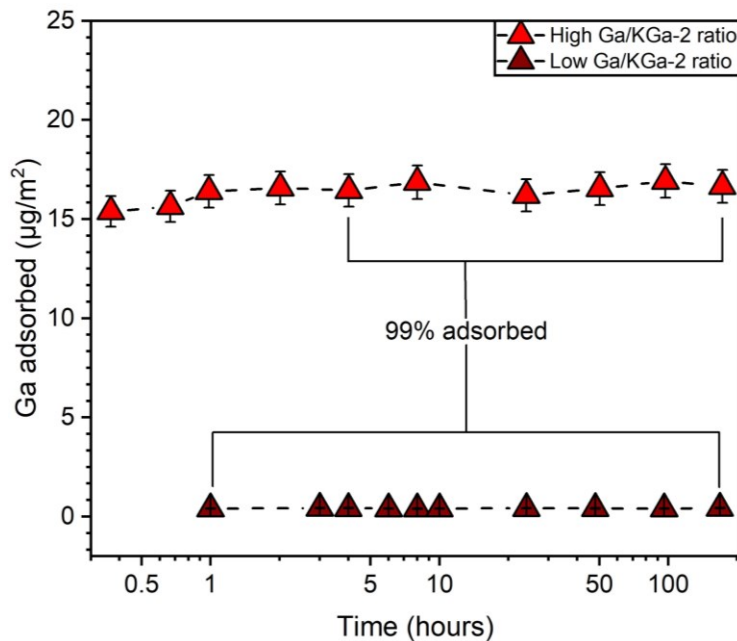 25
20
15
10
5
0
Ga adsorbed (µg/m²)
High Ga/KGa-2 ratio
Low Ga/KGa-2 ratio
99% adsorbed
0.5 1 5 10 50 100
Time (hours)